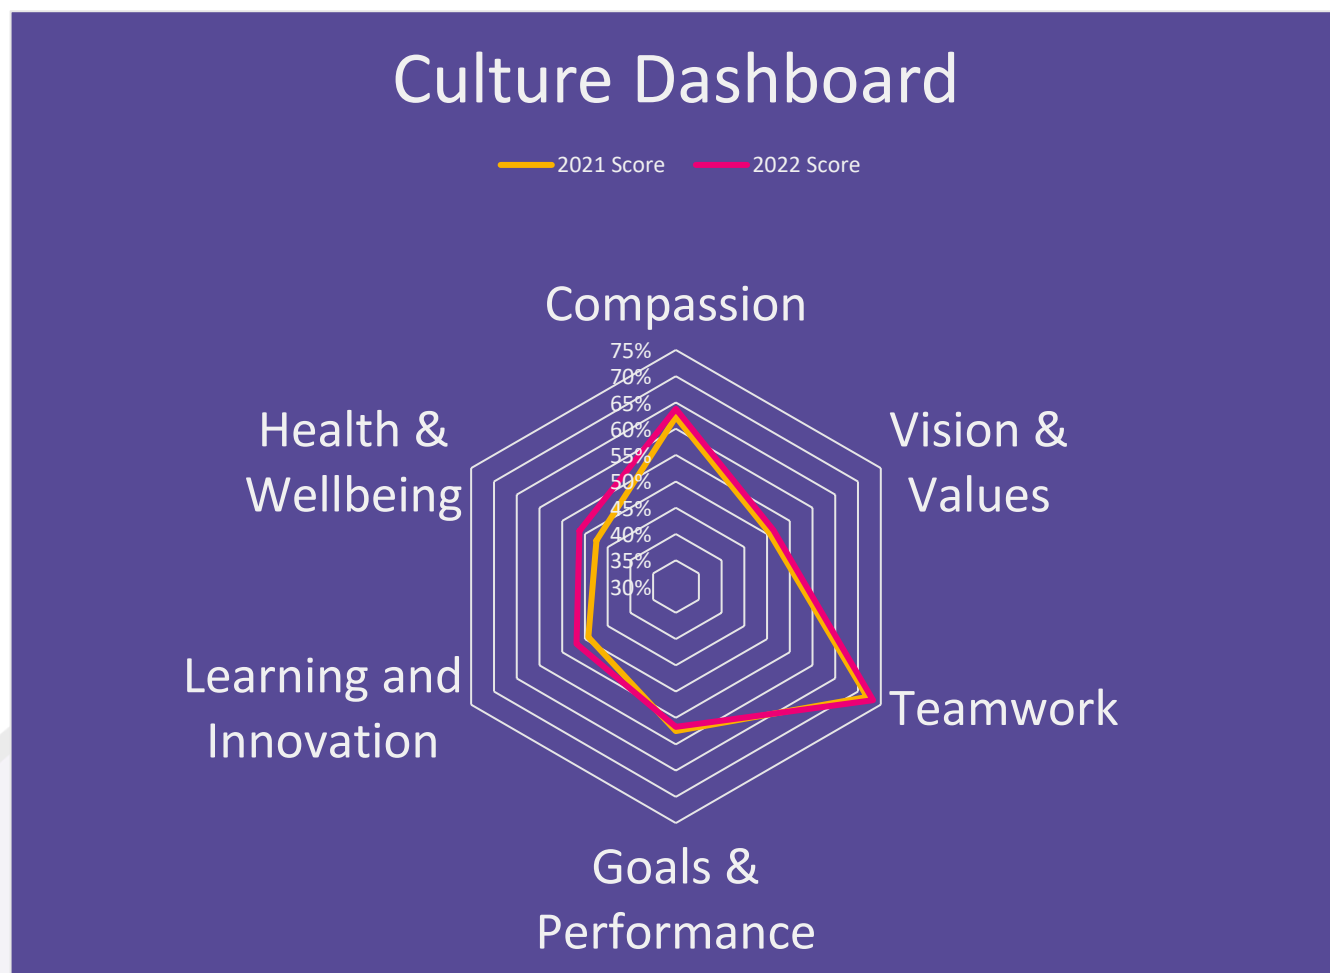 Culture Dashboard
2021 Score 2022 Score
Compassion
75%
70%
65%
60%
55%
50%
45%
40%
35%
30%
Health &
Wellbeing
Vision &
Values
Learning and
Innovation
Teamwork
Goals &
Performance